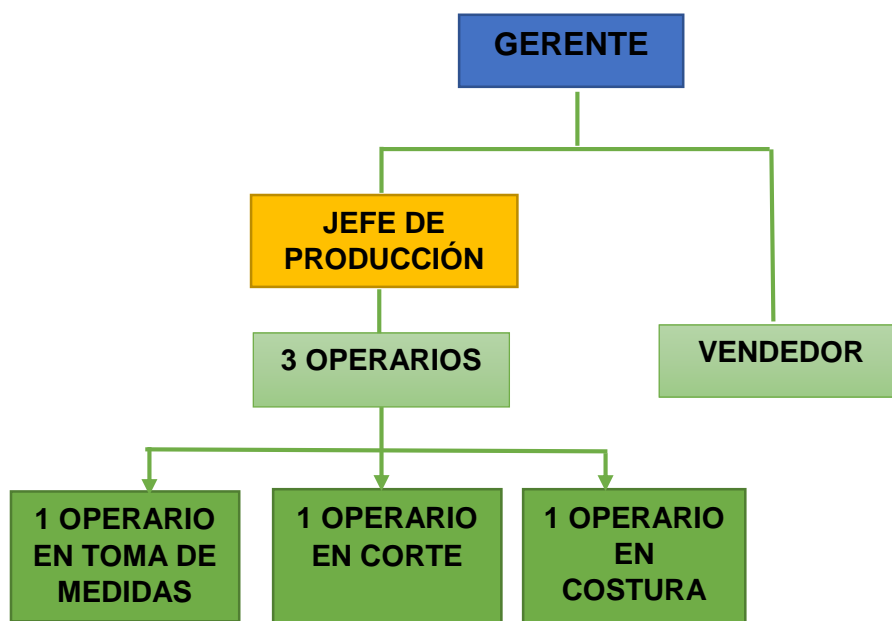 GERENTE
JEFE DE
PRODUCCIÓN
3 OPERARIOS
VENDEDOR
1 OPERARIO
EN TOMA DE
MEDIDAS
1 OPERARIO
EN CORTE
1 OPERARIO
EN
COSTURA